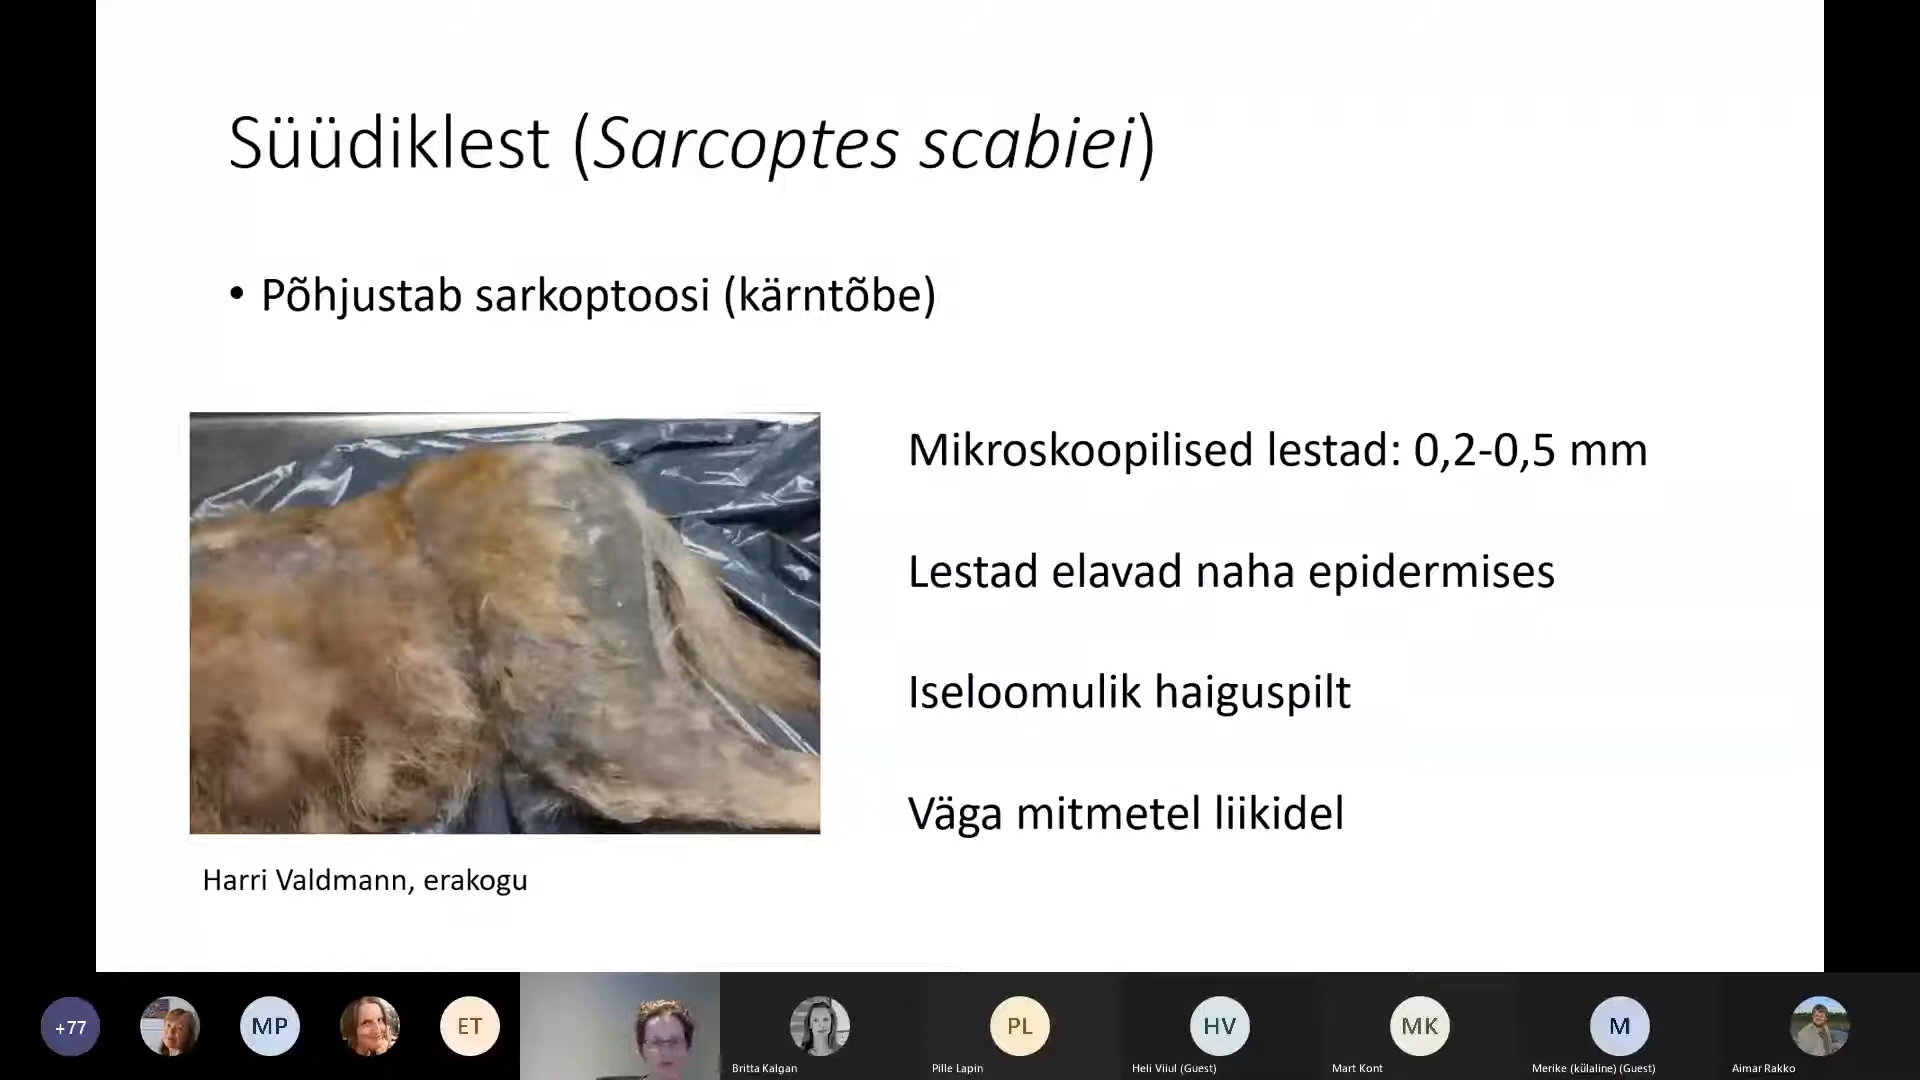 Süüdiklest (Sarcoptes scabiei)
• Põhjustab sarkoptoosi (kärntõbe)
Mikroskoopilised lestad: 0,2-0,5 mm
Lestad elavad naha epidermises
Iseloomulik haiguspilt
Väga mitmetel liikidel
Harri Valdmann, erakogu
+77
MP
ET
PL
HV
MK
M
Britta Kalgan
Pille Lapin
Heli Viiul (Guest)
Mart Kont
Merike (külaline) (Guest)
Aimar Rakko